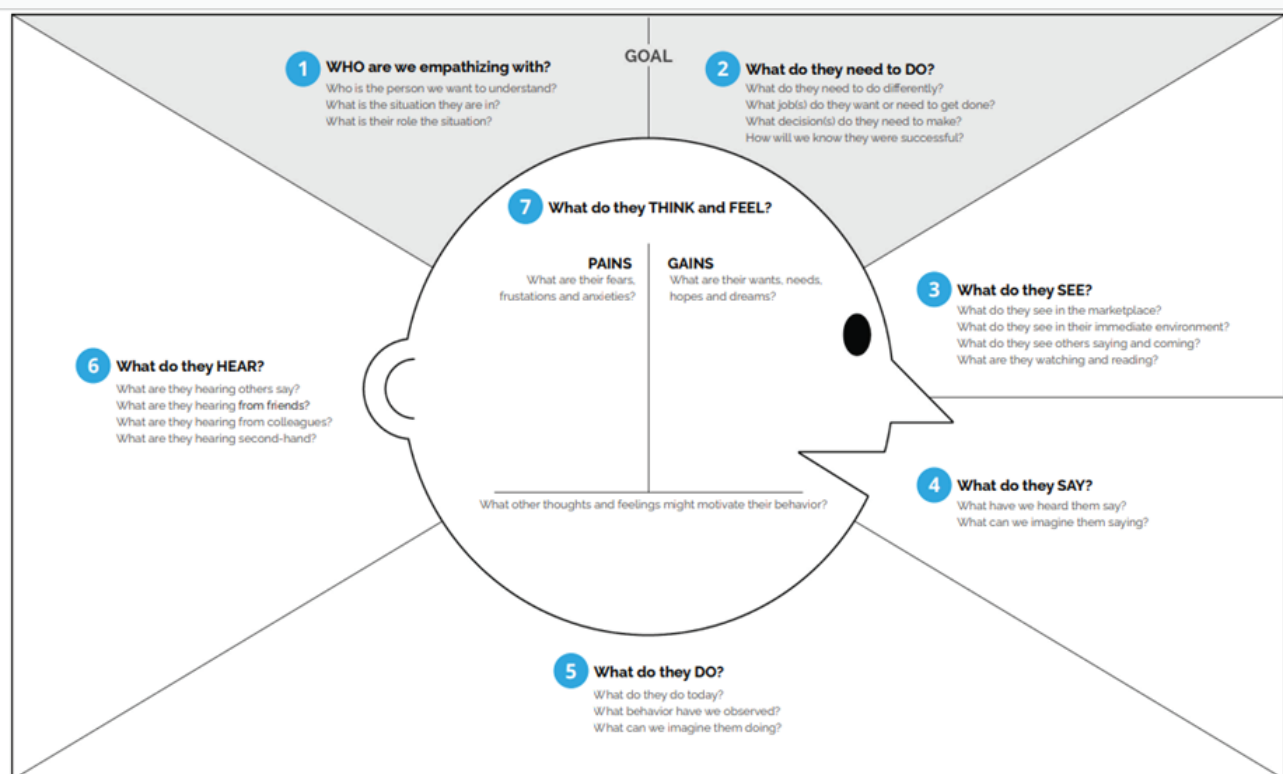 GOAL
1
WHO are we empathizing with?
Who is the person we want to understand?
What is the situation they are in?
What is their role the situation?
2
What do they need to DO?
What do they need to do differently?
What job(s) do they want or need to get done?
What decision(s) do they need to make?
How will we know they were successful?
3
What do they SEE?
What do they see in the marketplace?
What do they see in their immediate environment?
What do they see others saying and coming?
What are they watching and reading?
4
What do they SAY?
What have we heard them say?
What can we imagine them saying?
5
What do they DO?
What do they do today?
What behavior have we observed?
What can we imagine them doing?
6
What do they HEAR?
What are they hearing others say?
What are they hearing from friends?
What are they hearing from colleagues?
What are they hearing second-hand?
7
What do they THINK and FEEL?
PAINS
What are their fears,
frustations and anxieties?
GAINS
What are their wants, needs,
hopes and dreams?
What other thoughts and feelings might motivate their behavior?